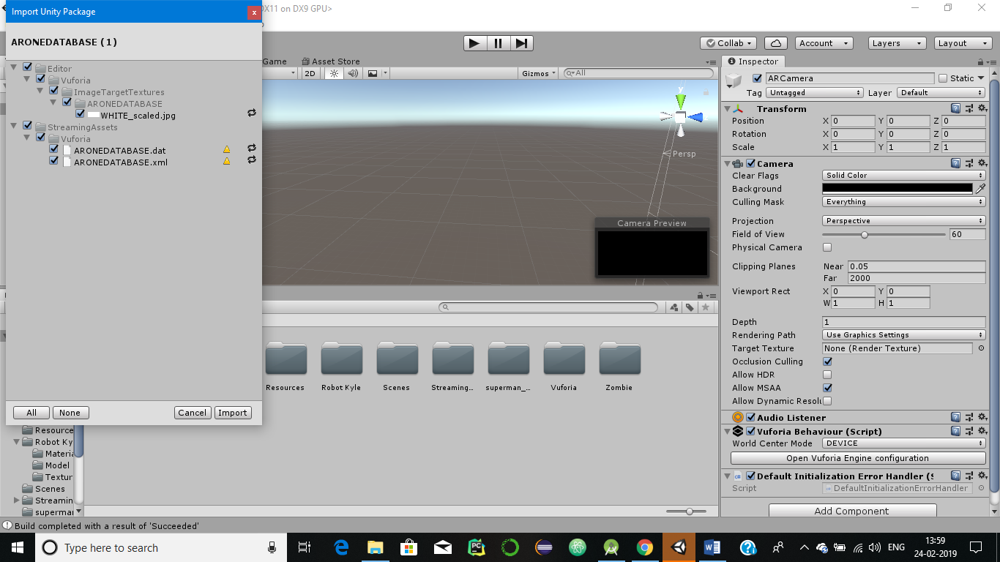 Import Unity Package
x
DX11 on DX9 GPU>
ARONEDATABASE (1)
Editor
Vuforia
ImageTargetTextures
ARONEDATABASE
WHITE_scaled.jpg
StreamingAssets
Vuforia
ARONEDATABASE.dat
ARONEDATABASE.xml
All
None
Cancel
Import
Collab
Account
Layers
Layout
Game
Asset Store
2D
Gizmos
All
y
Persp
Camera Preview
Resources
Robot Kyle
Scenes
Streaming...
superman_...
Vuforia
Zombie
Resource
Robot Ky
Materia
Model
Textur
Scenes
Streamin
superman
Inspector
ARCamera
Static
Tag Untagged Layer Default
Transform
Position X 0 Y 0 Z 0
Rotation X 0 Y 0 Z 0
Scale X 1 Y 1 Z 1
Camera
Clear Flags Solid Color
Background
Culling Mask Everything
Projection Perspective
Field of View 60
Physical Camera
Clipping Planes Near 0.05
Far 2000
Viewport Rect X 0 Y 0
W 1 H 1
Depth 1
Rendering Path Use Graphics Settings
Target Texture None (Render Texture)
Occlusion Culling
Allow HDR
Allow MSAA
Allow Dynamic Resolu
Audio Listener
Vuforia Behaviour (Script)
World Center Mode DEVICE
Open Vuforia Engine configuration
Default Initialization Error Handler (S
Script DefaultInitializationErrorHandler
Add Component
Build completed with a result of 'Succeeded'
Type here to search
ENG
13:59
24-02-2019